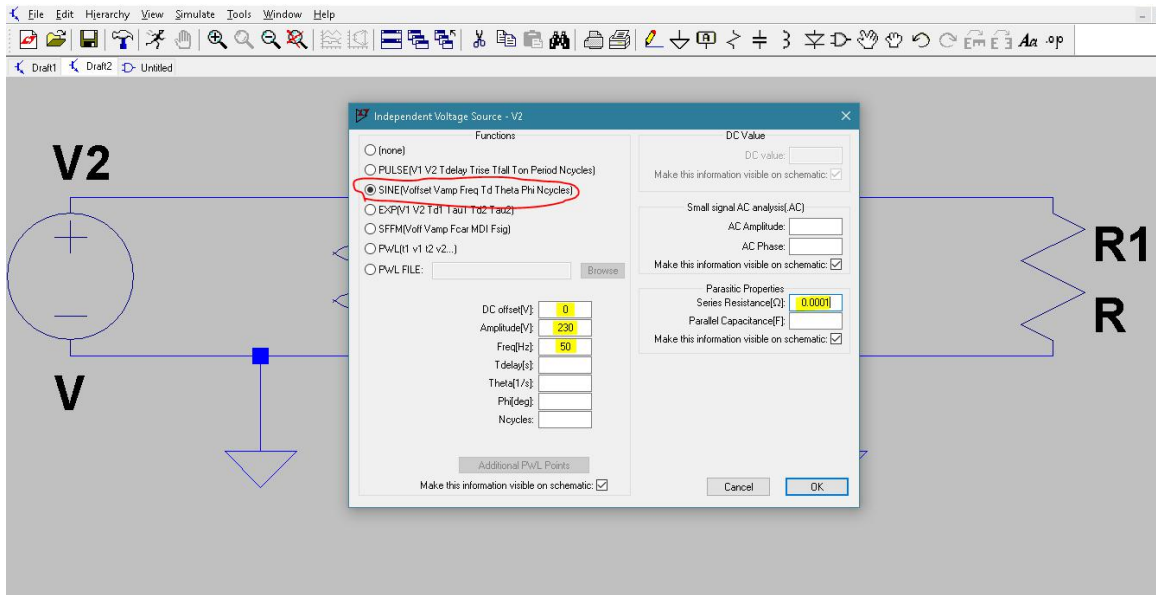 File Edit Hierarchy View Simulate Tools Window Help
Aa .op
Draft1 Draft2 Untitled
V2
V
R1
R
Independent Voltage Source - V2
Functions
(none)
PULSE(V1 V2 Tdelay Trise Tfall Ton Period Ncycles)
SINE(Voffset Vamp Freq Td Theta Phi Ncycles)
EXP(V1 V2 Td1 Tau1 Td2 Tau2)
SFFM(Voff Vamp Fcar MDI Fsig)
PWL(t1 v1 t2 v2...)
PWL FILE: Browse
DC offset[V]: 0
Amplitude[V]: 230
Freq[Hz]: 50
Tdelay[s]:
Theta[1/s]:
Phi[deg]:
Ncycles:
Additional PWL Points
Make this information visible on schematic:
DC Value
DC value:
Make this information visible on schematic:
Small signal AC analysis(.AC)
AC Amplitude:
AC Phase:
Make this information visible on schematic:
Parasitic Properties
Series Resistance[Ω]: 0.0001
Parallel Capacitance[F]:
Make this information visible on schematic:
Cancel OK